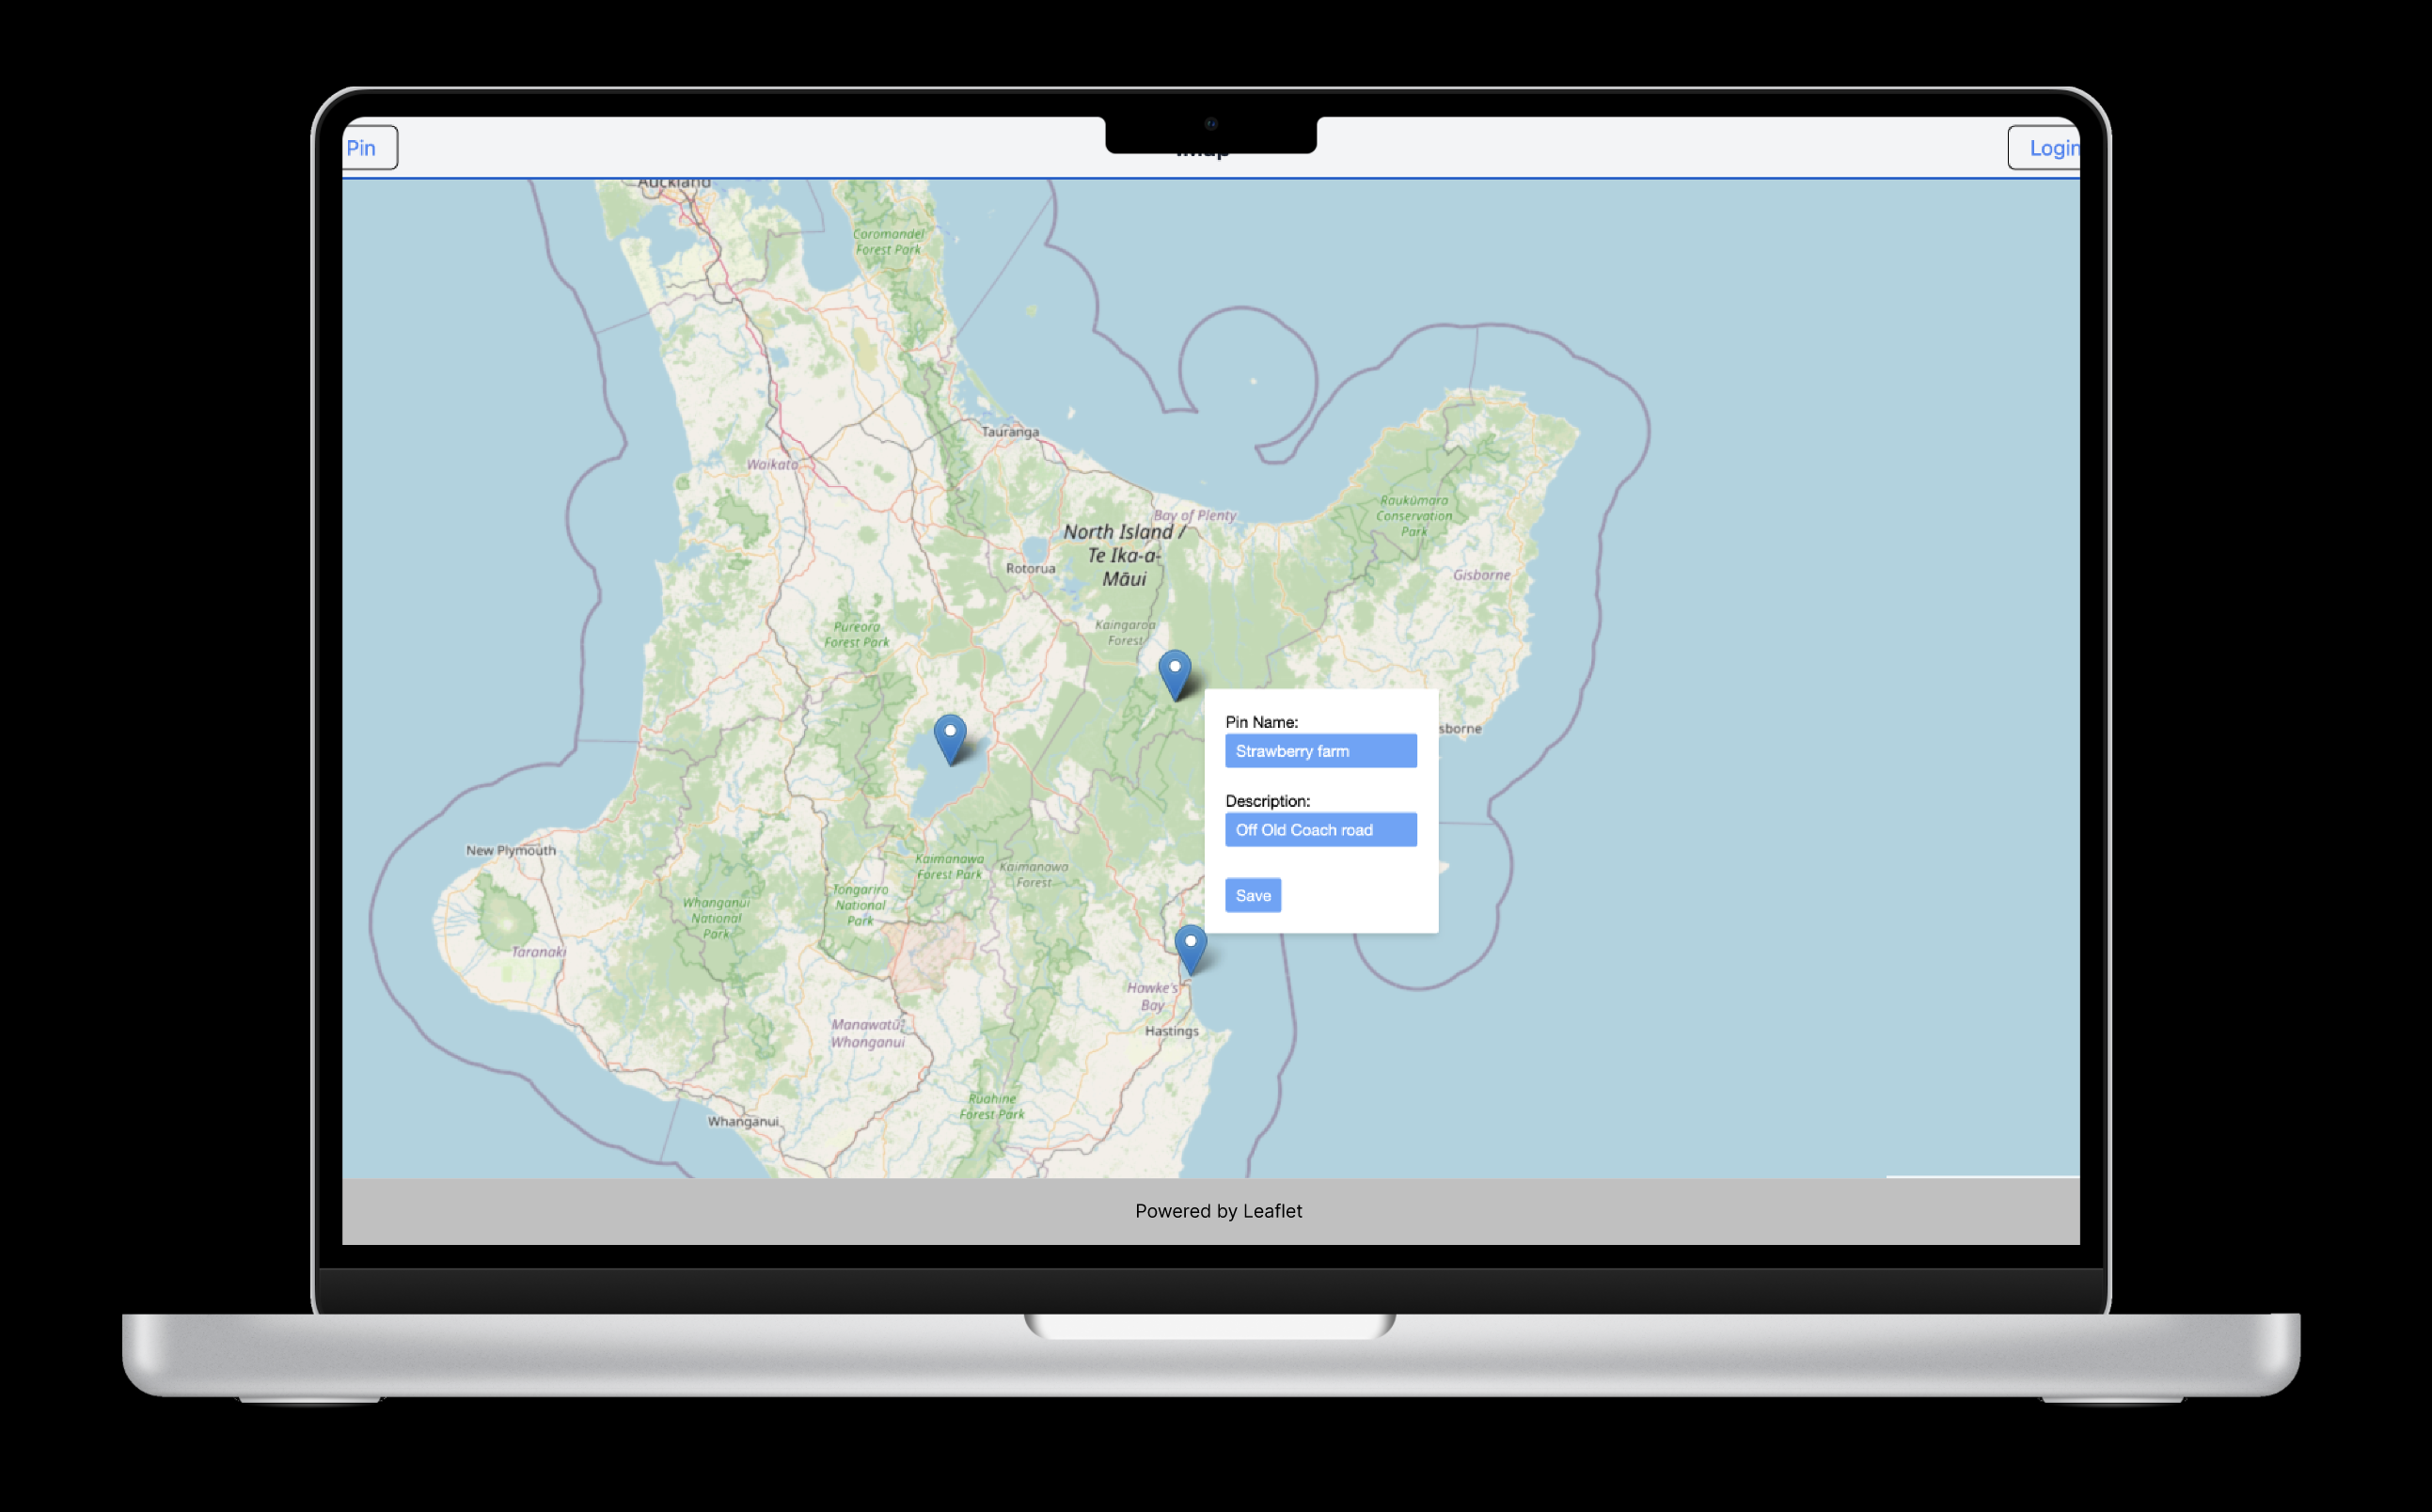 Pin
iMap
Login
Auckland
Coromandel
Forest Park
Tauranga
Waikato
Raukūmara
Conservation
Park
Bay of Plenty
North Island /
Te Ika-a-
Māui
Rotorua
Gisborne
Kaingaroa
Forest
Pureora
Forest Park
Pin Name:
Strawberry farm
sborne
Description:
Off Old Coach road
New Plymouth
Kaimanawa
Forest Park
Kaimanawa
Forest
Tongariro
National
Park
Whanganui
National
Park
Save
Taranaki
Hawke's
Bay
Manawatū-
Whanganui
Hastings
Ruahine
Forest Park
Whanganui
Powered by Leaflet